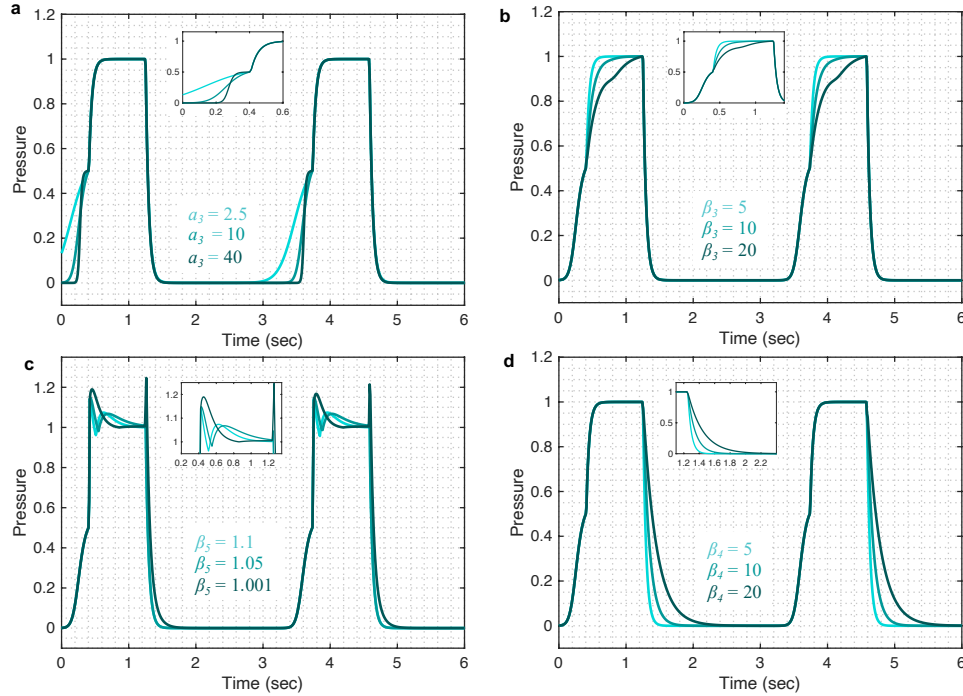 a
1.2
1
0.8
0.6
0.4
0.2
0
Pressure
1.0
0.5
0
0 0.2 0.4 0.6
a₃ = 2.5
a₃ = 10
a₃ = 40
0 1 2 3 4 5 6
Time (sec)
b
1.2
1
0.8
0.6
0.4
0.2
0
Pressure
1.0
0.5
0
0 0.5 1
β₃ = 5
β₃ = 10
β₃ = 20
0 1 2 3 4 5 6
Time (sec)
c
1.2
1
0.8
0.6
0.4
0.2
0
Pressure
1.2
1.1
1
0.2 0.4 0.6 0.8 1 1.2
β₅ = 1.1
β₅ = 1.05
β₅ = 1.001
0 1 2 3 4 5 6
Time (sec)
d
1.2
1
0.8
0.6
0.4
0.2
0
Pressure
1
0.5
0
1.2 1.4 1.6 1.8 2 2.2
β₄ = 5
β₄ = 10
β₄ = 20
0 1 2 3 4 5 6
Time (sec)